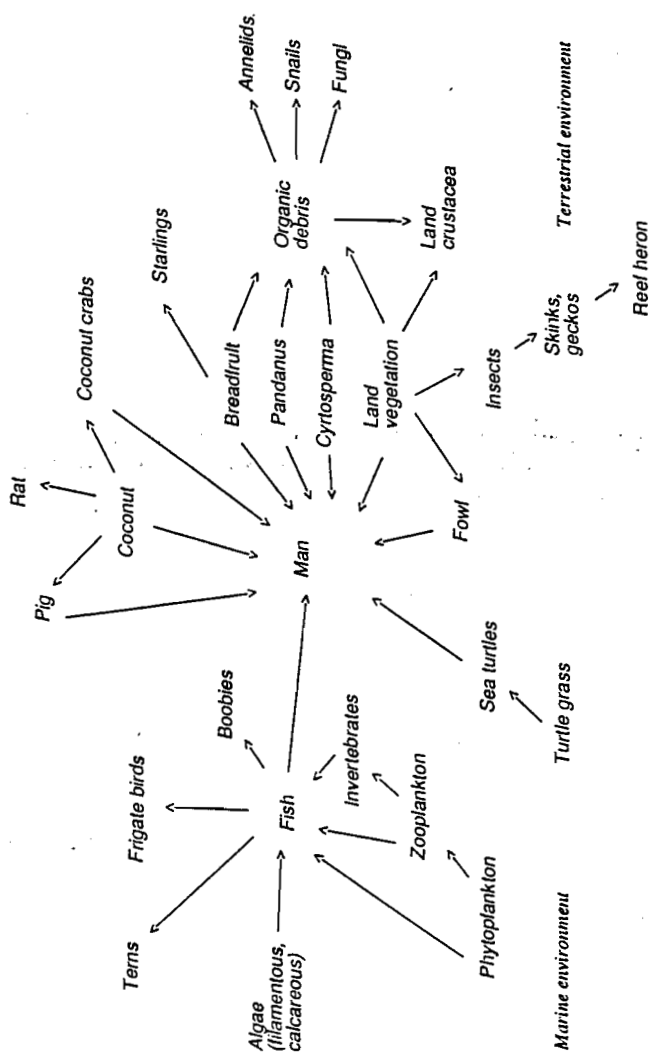 Rat
Pig
Coconut crabs
Terns
Frigate birds
Coconut
Starlings
Boobies
Breadfruit
Annelids.
Algae
(filamentous,
calcareous)
Fish
Man
Pandanus
Organic
debris
Snails
Cyrtosperma
Fungi
Invertebrates
Land
vegetation
Zooplankton
Land
crustacea
Fowl
Phytoplankton
Sea turtles
Insects
Skinks,
geckos
Turtle grass
Marine environment
Terrestrial environment
Reef heron